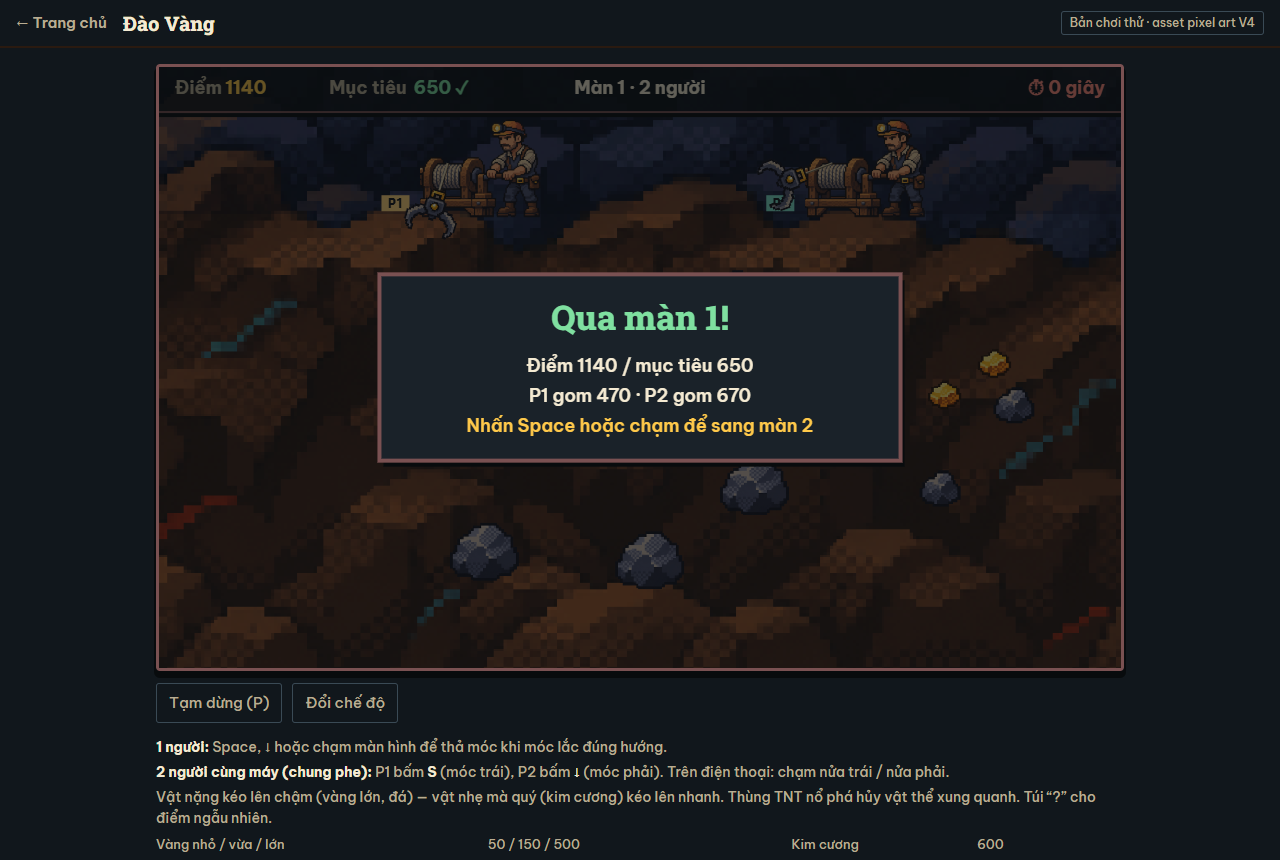 ← Trang chủ Đào Vàng Bản chơi thử · asset pixel art V4
Điểm 1140 Mục tiêu 650 ✓ Màn 1 · 2 người ⏱ 0 giây
P1
Qua màn 1!
Điểm 1140 / mục tiêu 650
P1 gom 470 · P2 gom 670
Nhấn Space hoặc chạm để sang màn 2
Tạm dừng (P) Đổi chế độ
1 người: Space, ↓ hoặc chạm màn hình để thả móc khi móc lắc đúng hướng.
2 người cùng máy (chung phe): P1 bấm S (móc trái), P2 bấm ↓ (móc phải). Trên điện thoại: chạm nửa trái / nửa phải.
Vật nặng kéo lên chậm (vàng lớn, đá) — vật nhẹ mà quý (kim cương) kéo lên nhanh. Thùng TNT nổ phá hủy vật thể xung quanh. Túi “?” cho
điểm ngẫu nhiên.
Vàng nhỏ / vừa / lớn 50 / 150 / 500 Kim cương 600